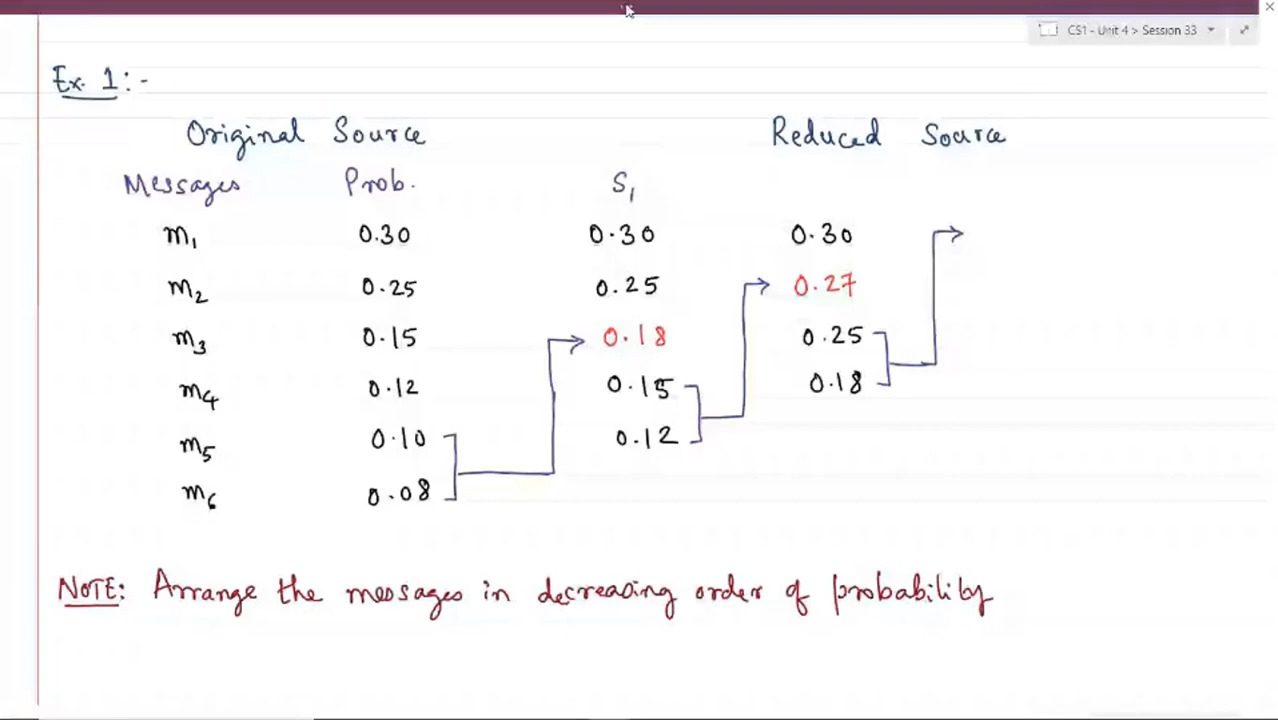 CS1 - Unit 4 > Session 33
Ex. 1:-
Original Source Reduced Source
Messages Prob. S₁
m₁ 0.30 0.30 0.30
m₂ 0.25 0.25 0.27
m₃ 0.15 0.18 0.25
m₄ 0.12 0.15 0.18
m₅ 0.10 0.12
m₆ 0.08
NOTE: Arrange the messages in decreasing order of probability